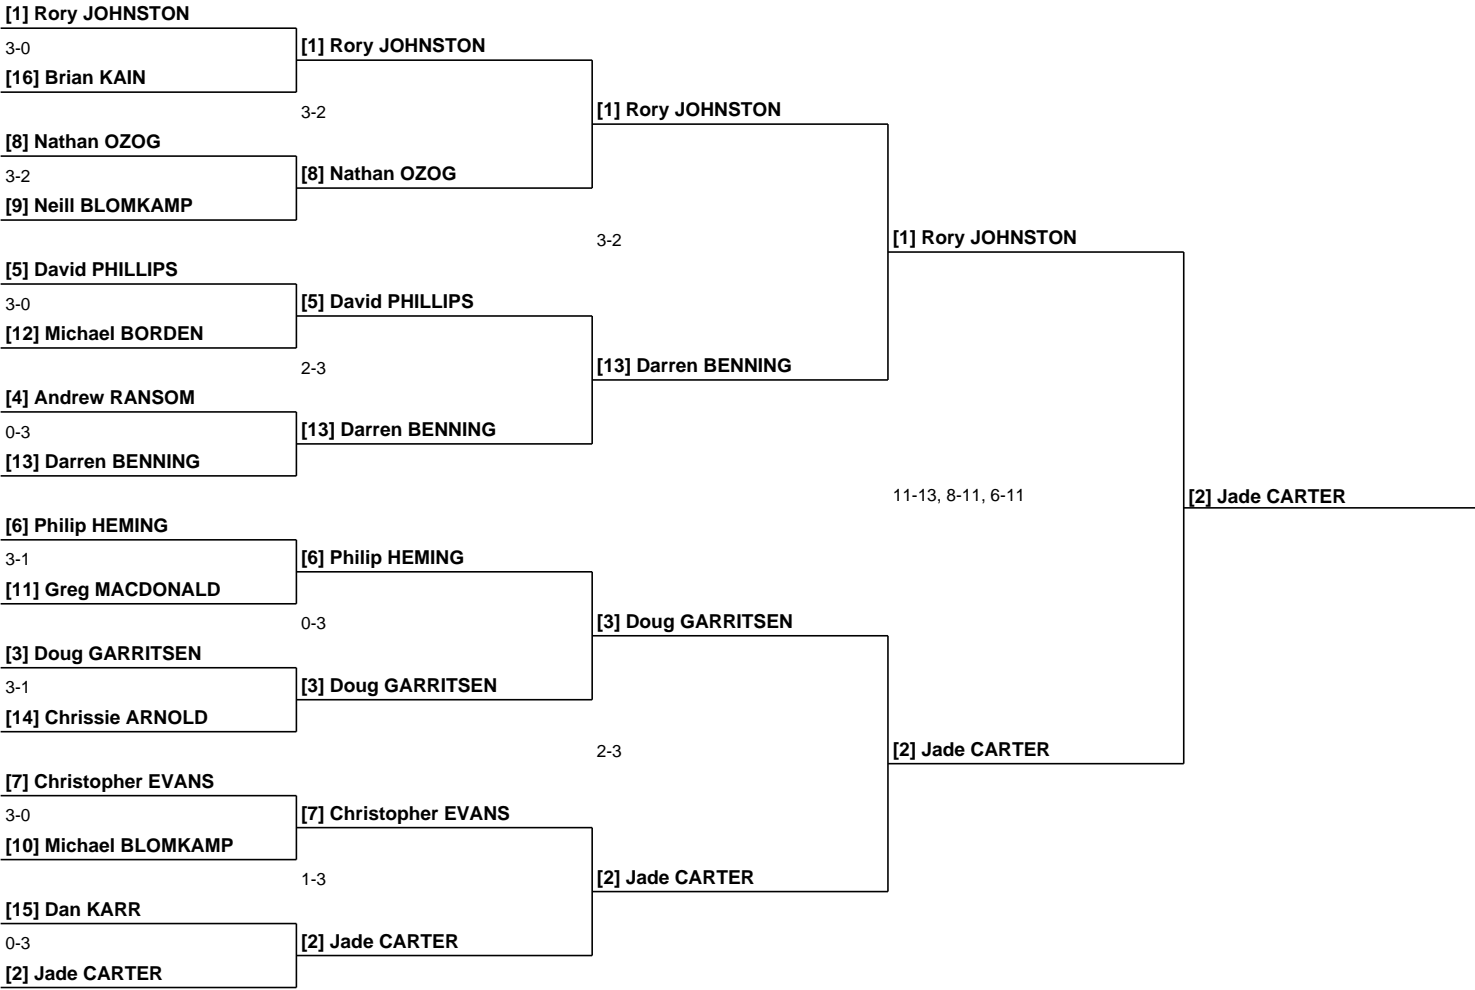 [1] Rory JOHNSTON
3-0
[16] Brian KAIN
[8] Nathan OZOG
3-2
[9] Neill BLOMKAMP
[5] David PHILLIPS
3-0
[12] Michael BORDEN
[4] Andrew RANSOM
0-3
[13] Darren BENNING
[6] Philip HEMING
3-1
[11] Greg MACDONALD
[3] Doug GARRITSEN
3-1
[14] Chrissie ARNOLD
[7] Christopher EVANS
3-0
[10] Michael BLOMKAMP
[15] Dan KARR
0-3
[2] Jade CARTER
[1] Rory JOHNSTON
3-2
[8] Nathan OZOG
[5] David PHILLIPS
2-3
[13] Darren BENNING
[6] Philip HEMING
0-3
[3] Doug GARRITSEN
[7] Christopher EVANS
1-3
[2] Jade CARTER
[1] Rory JOHNSTON
3-2
[13] Darren BENNING
[3] Doug GARRITSEN
2-3
[2] Jade CARTER
[1] Rory JOHNSTON
11-13, 8-11, 6-11
[2] Jade CARTER
[2] Jade CARTER